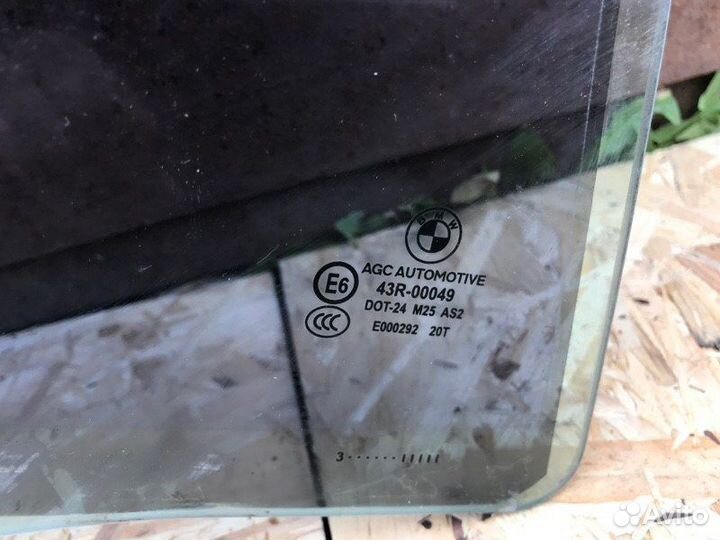 BMW
AGC AUTOMOTIVE
E6
43R-00049
DOT-24 M25 AS2
CCC
E000292 20T
3······|||||
Avito